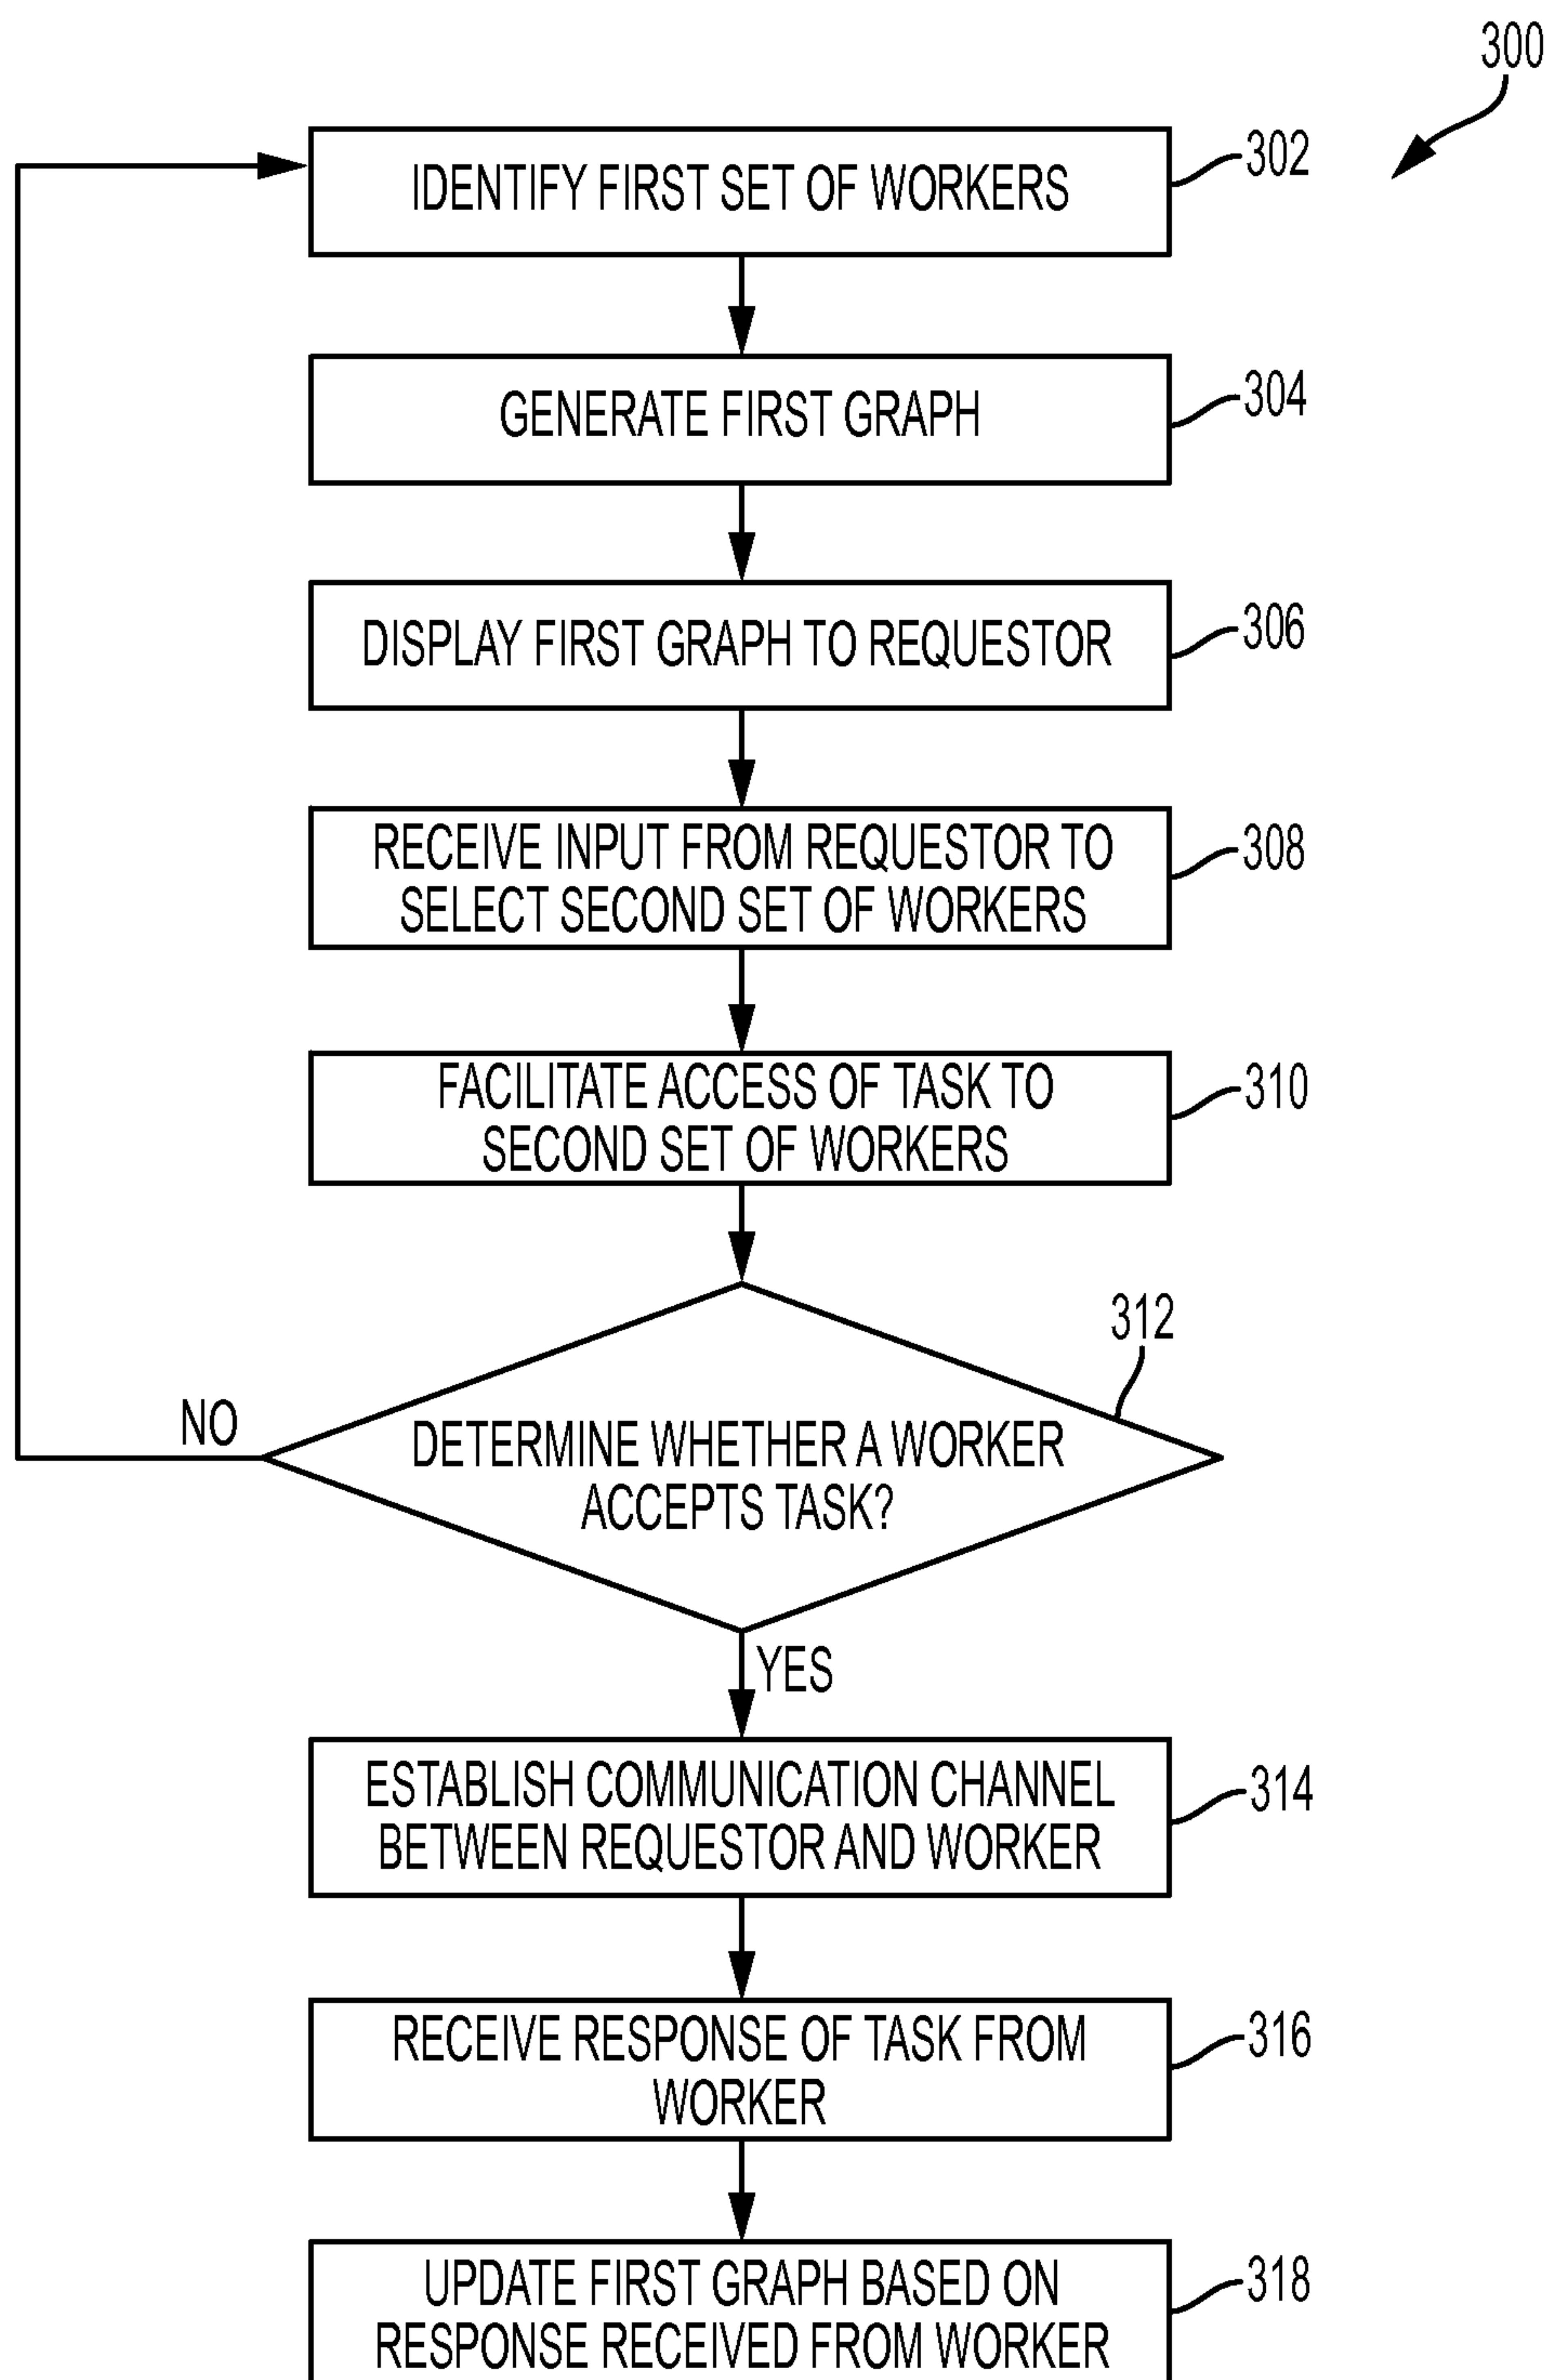 300
IDENTIFY FIRST SET OF WORKERS
302
GENERATE FIRST GRAPH
304
DISPLAY FIRST GRAPH TO REQUESTOR
306
RECEIVE INPUT FROM REQUESTOR TO
SELECT SECOND SET OF WORKERS
308
FACILITATE ACCESS OF TASK TO
SECOND SET OF WORKERS
310
312
NO
DETERMINE WHETHER A WORKER
ACCEPTS TASK?
YES
ESTABLISH COMMUNICATION CHANNEL
BETWEEN REQUESTOR AND WORKER
314
RECEIVE RESPONSE OF TASK FROM
WORKER
316
UPDATE FIRST GRAPH BASED ON
RESPONSE RECEIVED FROM WORKER
318